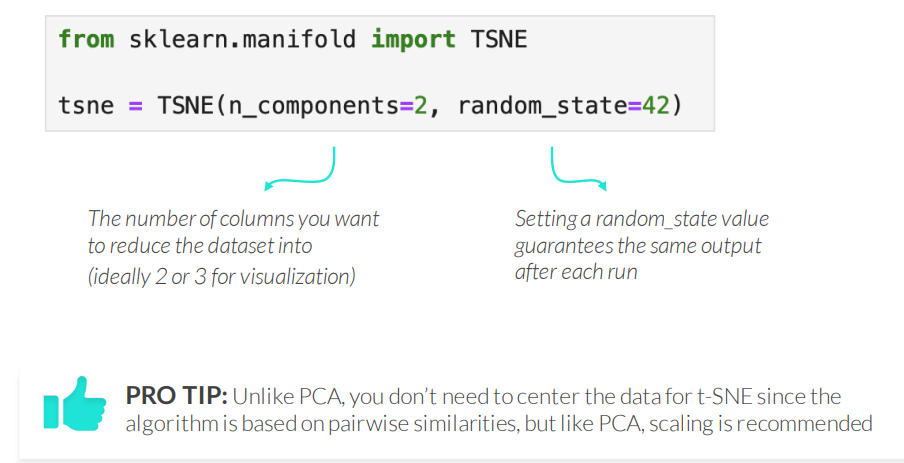 from sklearn.manifold import TSNE
tsne = TSNE(n_components=2, random_state=42)
The number of columns you want
to reduce the dataset into
(ideally 2 or 3 for visualization)
Setting a random_state value
guarantees the same output
after each run
PRO TIP: Unlike PCA, you don’t need to center the data for t-SNE since the
algorithm is based on pairwise similarities, but like PCA, scaling is recommended